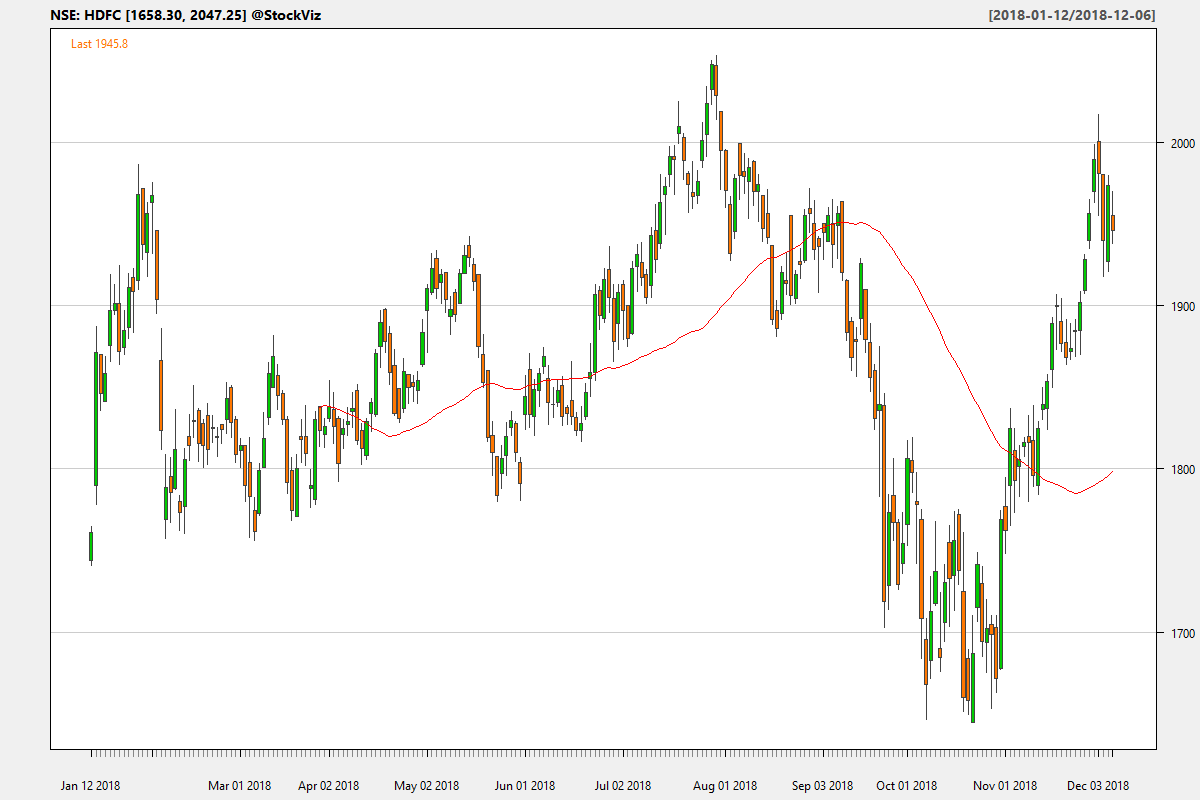 NSE: HDFC [1658.30, 2047.25] @StockViz
[2018-01-12/2018-12-06]
Last 1945.8
2000
1900
1800
1700
Jan 12 2018 Mar 01 2018 Apr 02 2018 May 02 2018 Jun 01 2018 Jul 02 2018 Aug 01 2018 Sep 03 2018 Oct 01 2018 Nov 01 2018 Dec 03 2018